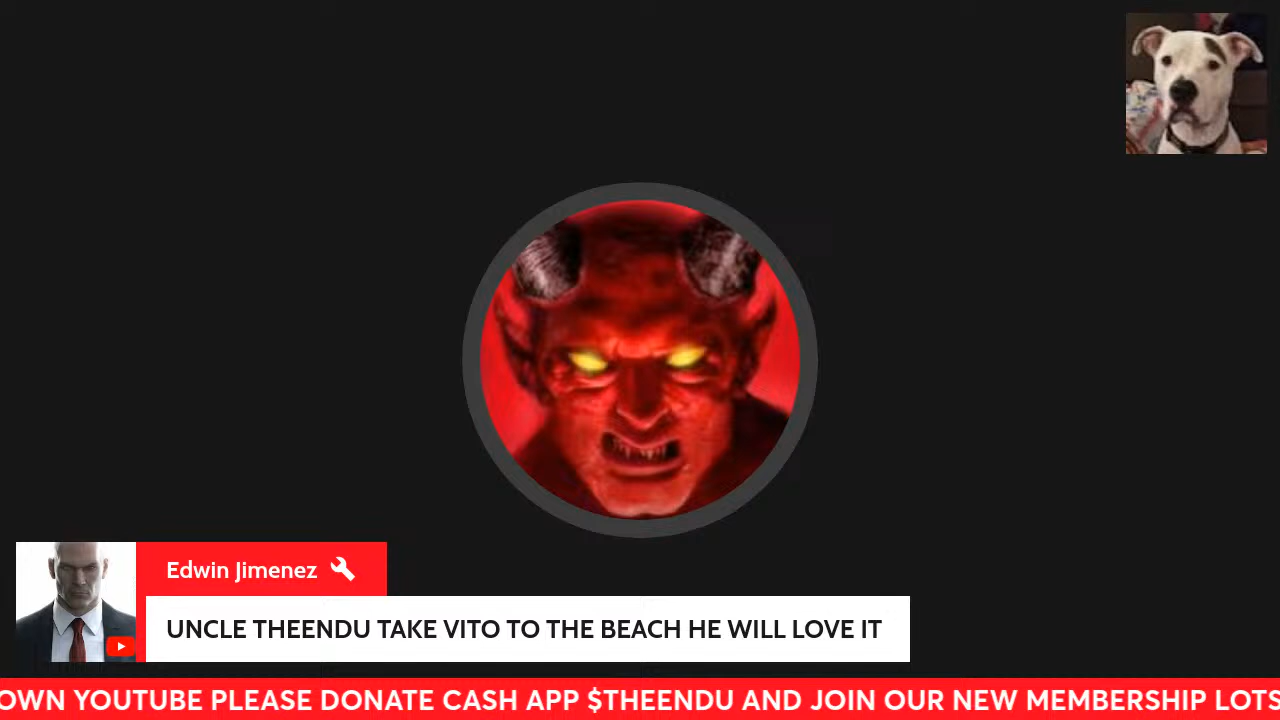 Edwin Jimenez
UNCLE THEENDU TAKE VITO TO THE BEACH HE WILL LOVE IT
OWN YOUTUBE PLEASE DONATE CASH APP $THEENDU AND JOIN OUR NEW MEMBERSHIP LOTS